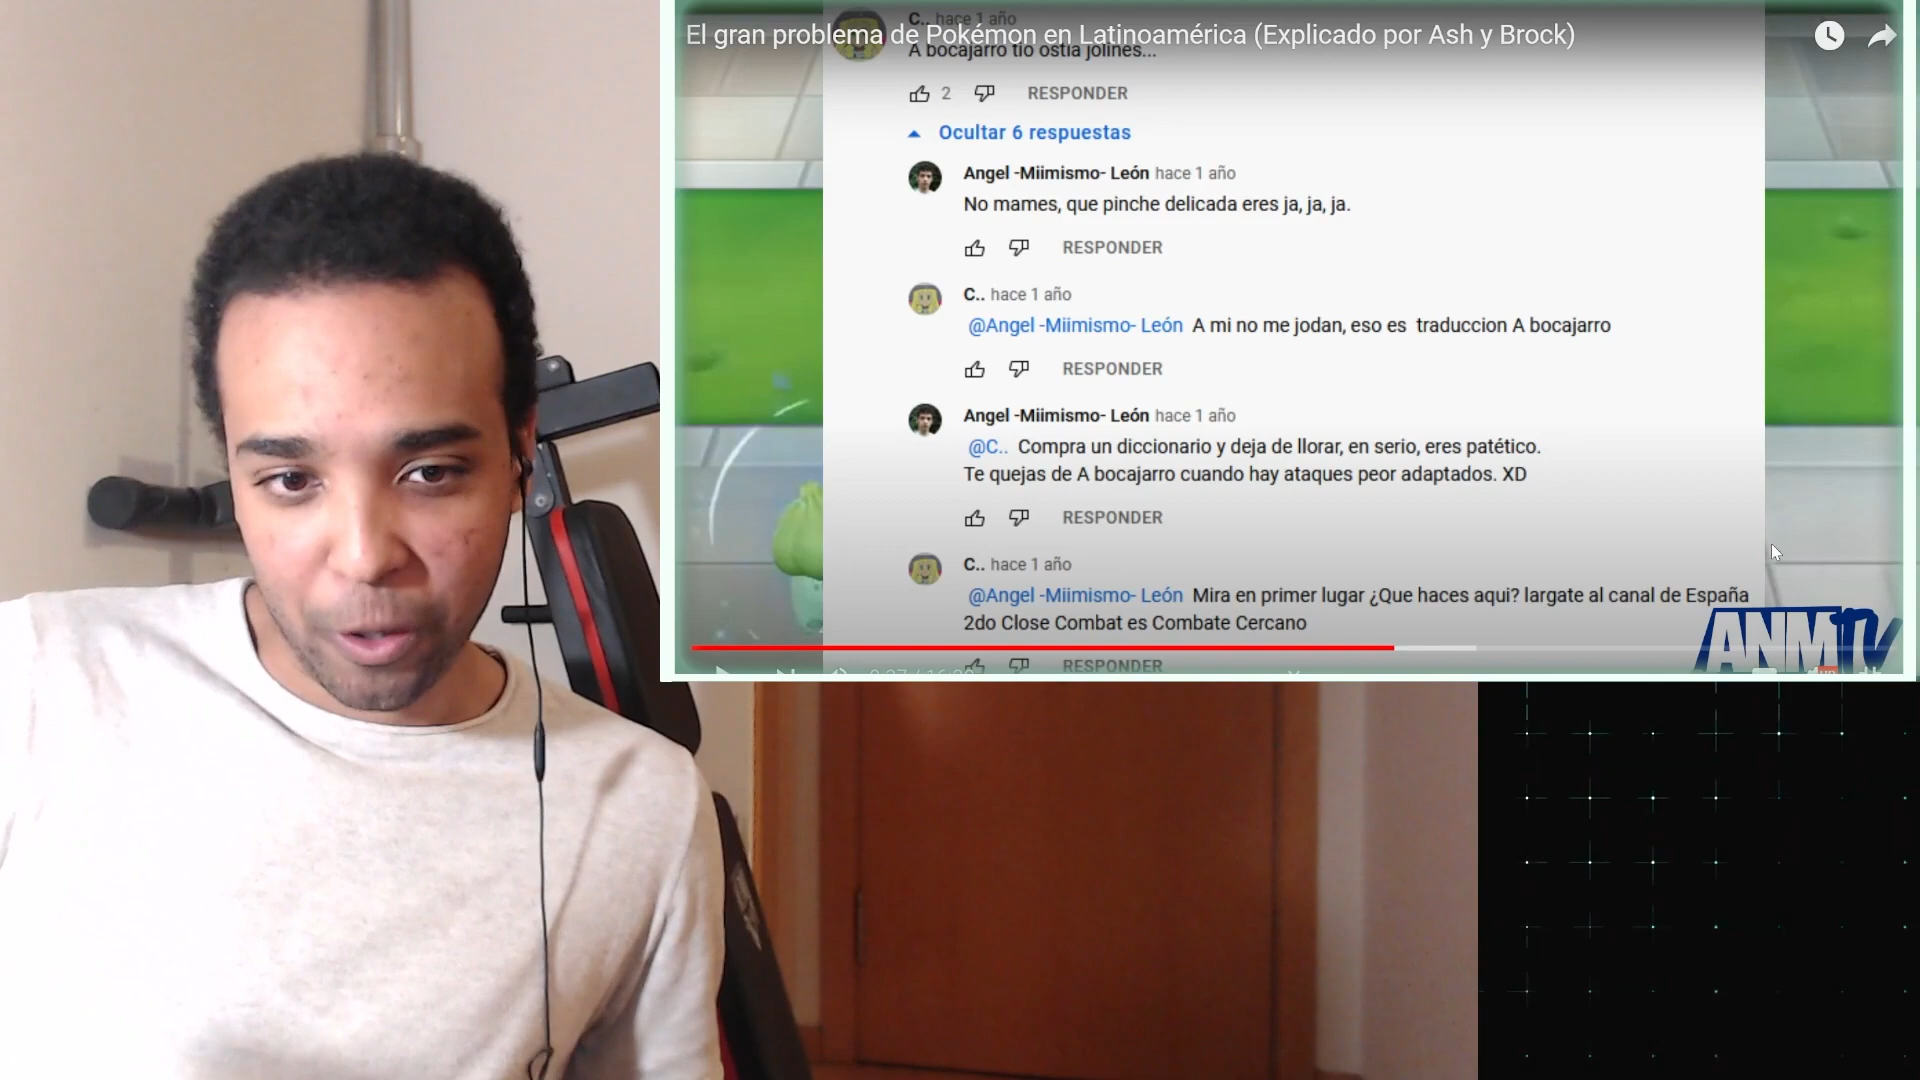 C.. hace 1 año
El gran problema de Pokémon en Latinoamérica (Explicado por Ash y Brock)
A bocajarro tio ostia jolines...
2 RESPONDER
Ocultar 6 respuestas
Angel -Miimismo- León hace 1 año
No mames, que pinche delicada eres ja, ja, ja.
RESPONDER
C.. hace 1 año
@Angel -Miimismo- León A mi no me jodan, eso es traduccion A bocajarro
RESPONDER
Angel -Miimismo- León hace 1 año
@C.. Compra un diccionario y deja de llorar, en serio, eres patético.
Te quejas de A bocajarro cuando hay ataques peor adaptados. XD
RESPONDER
C.. hace 1 año
@Angel -Miimismo- León Mira en primer lugar ¿Que haces aqui? largate al canal de España
2do Close Combat es Combate Cercano
ANMTV
RESPONDER